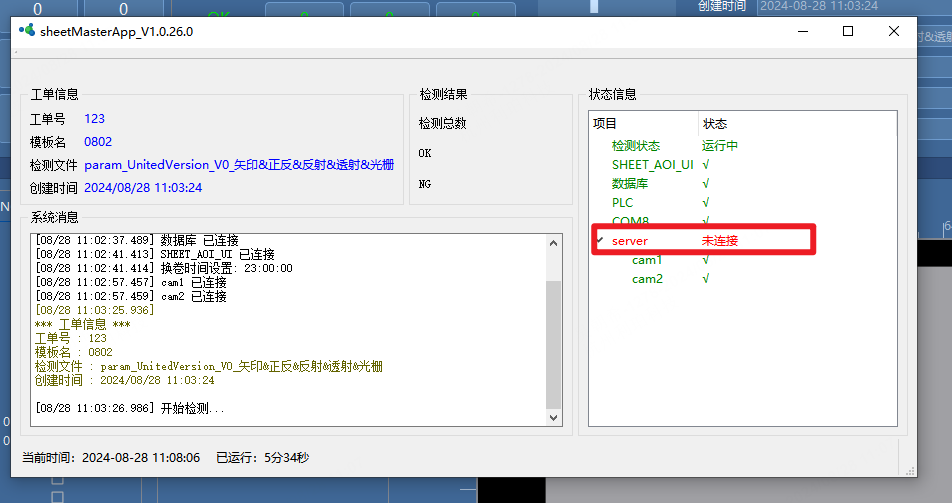 0
0
OK
创建时间 2024-08-28 11:03:24
sheetMasterApp_V1.0.26.0
工单信息
工单号 123
模板名 0802
检测文件 param_UnitedVersion_V0_矢印&正反&反射&透射&光栅
创建时间 2024/08/28 11:03:24
检测结果
检测总数
OK
NG
状态信息
项目 状态
检测状态 运行中
SHEET_AOI_UI √
数据库 √
PLC √
COM8 √
server 未连接
cam1 √
cam2 √
系统消息
[08/28 11:02:37.489] 数据库 已连接
[08/28 11:02:41.413] SHEET_AOI_UI 已连接
[08/28 11:02:41.414] 换卷时间设置: 23:00:00
[08/28 11:02:57.457] cam1 已连接
[08/28 11:02:57.459] cam2 已连接
[08/28 11:03:25.936]
*** 工单信息 ***
工单号 : 123
模板名 : 0802
检测文件 : param_UnitedVersion_V0_矢印&正反&反射&透射&光栅
创建时间 : 2024/08/28 11:03:24
[08/28 11:03:26.986] 开始检测...
当前时间: 2024-08-28 11:08:06 已运行: 5分34秒